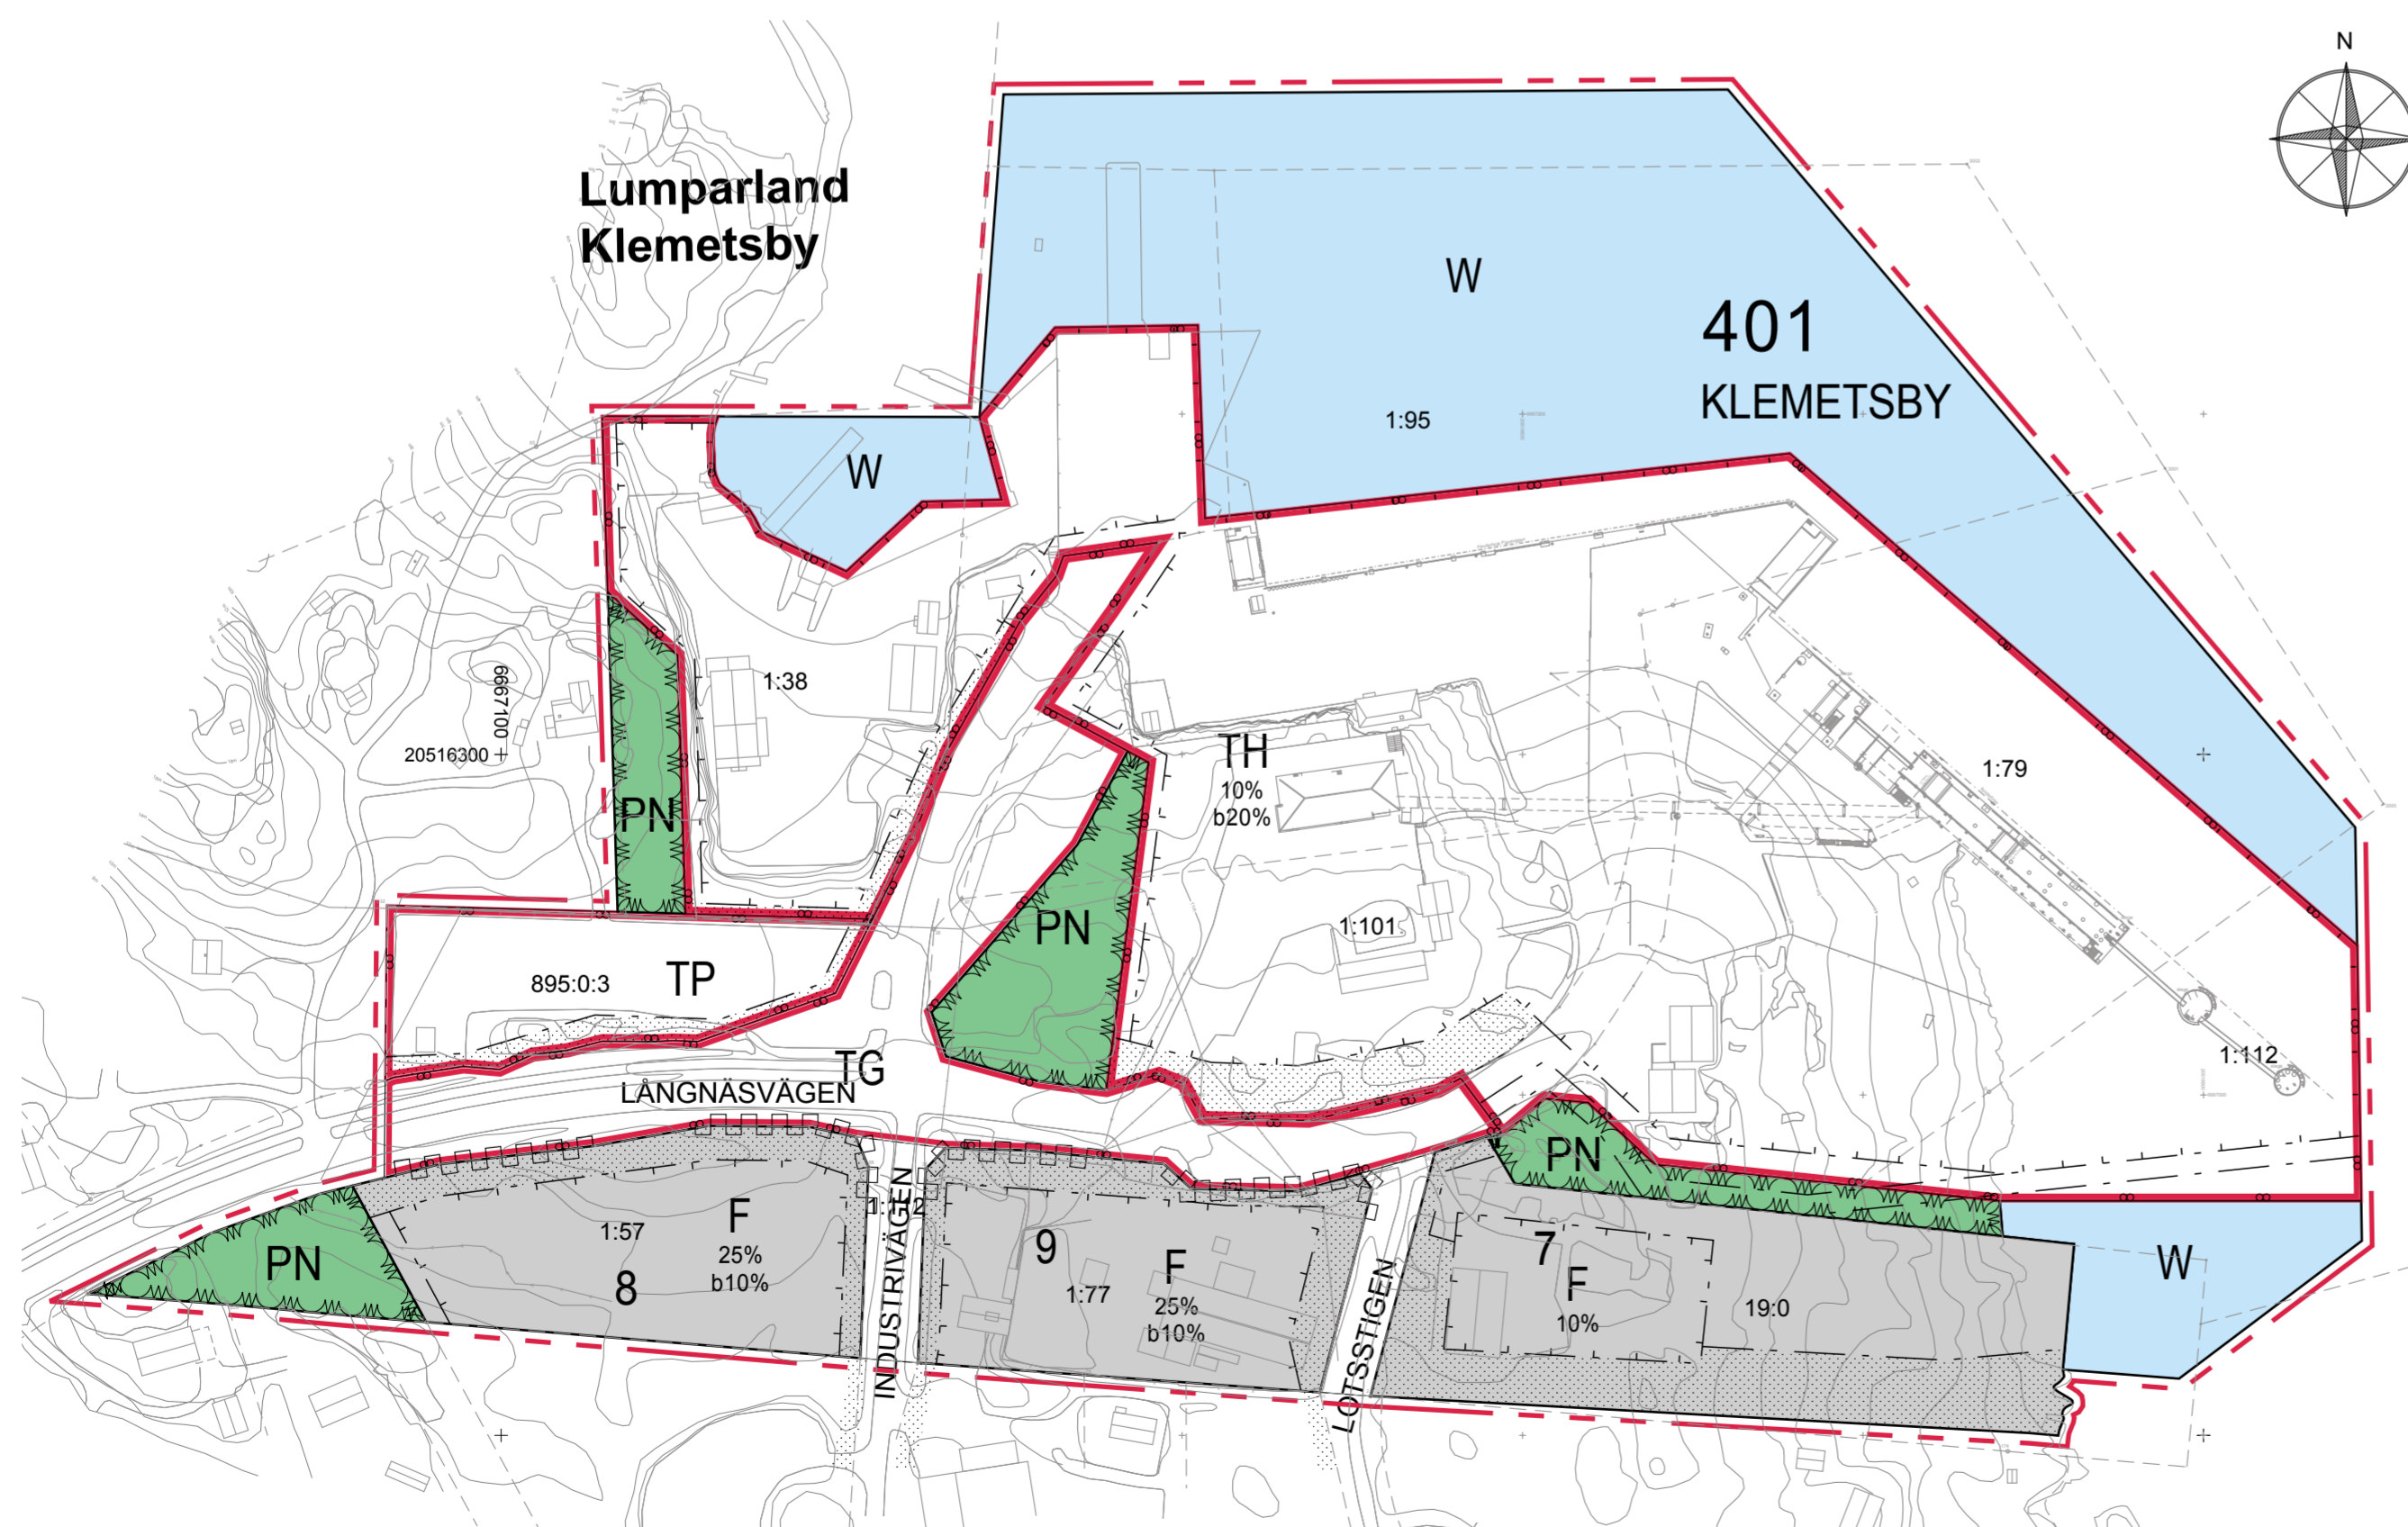 N
Lumparland
Klemetsby
W
401
KLEMETSBY
1:95
W
1:38
6667100
20516300
TH
10%
b20%
1:79
PN
PN
1:101
895:0:3
TP
TG
LÅNGNÄSVÄGEN
1:112
PN
INDUSTRIVÄGEN
F
25%
b10%
1:57
8
PN
9
F
25%
b10%
1:77
LOTSSTIGEN
7
F
10%
19:0
W